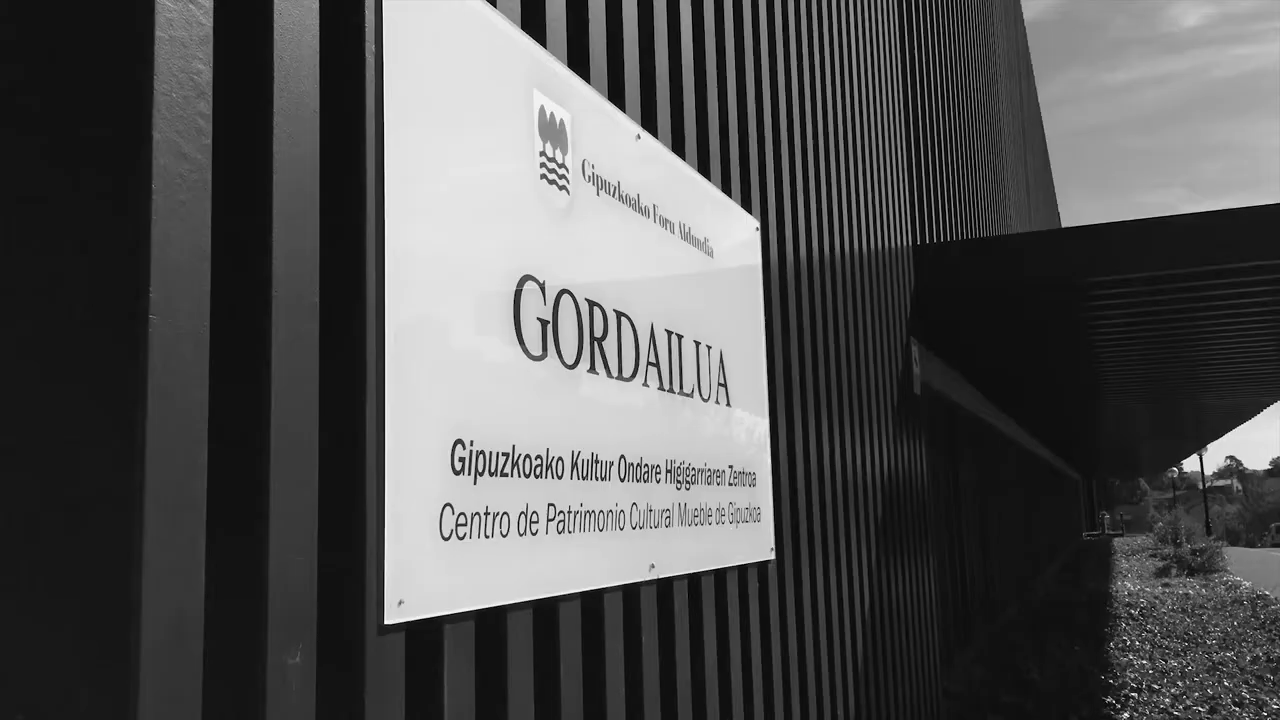 Gipuzkoako Foru Aldundia
GORDAILUA
Gipuzkoako Kultur Ondare Higigarriaren Zentroa
Centro de Patrimonio Cultural Mueble de Gipuzkoa